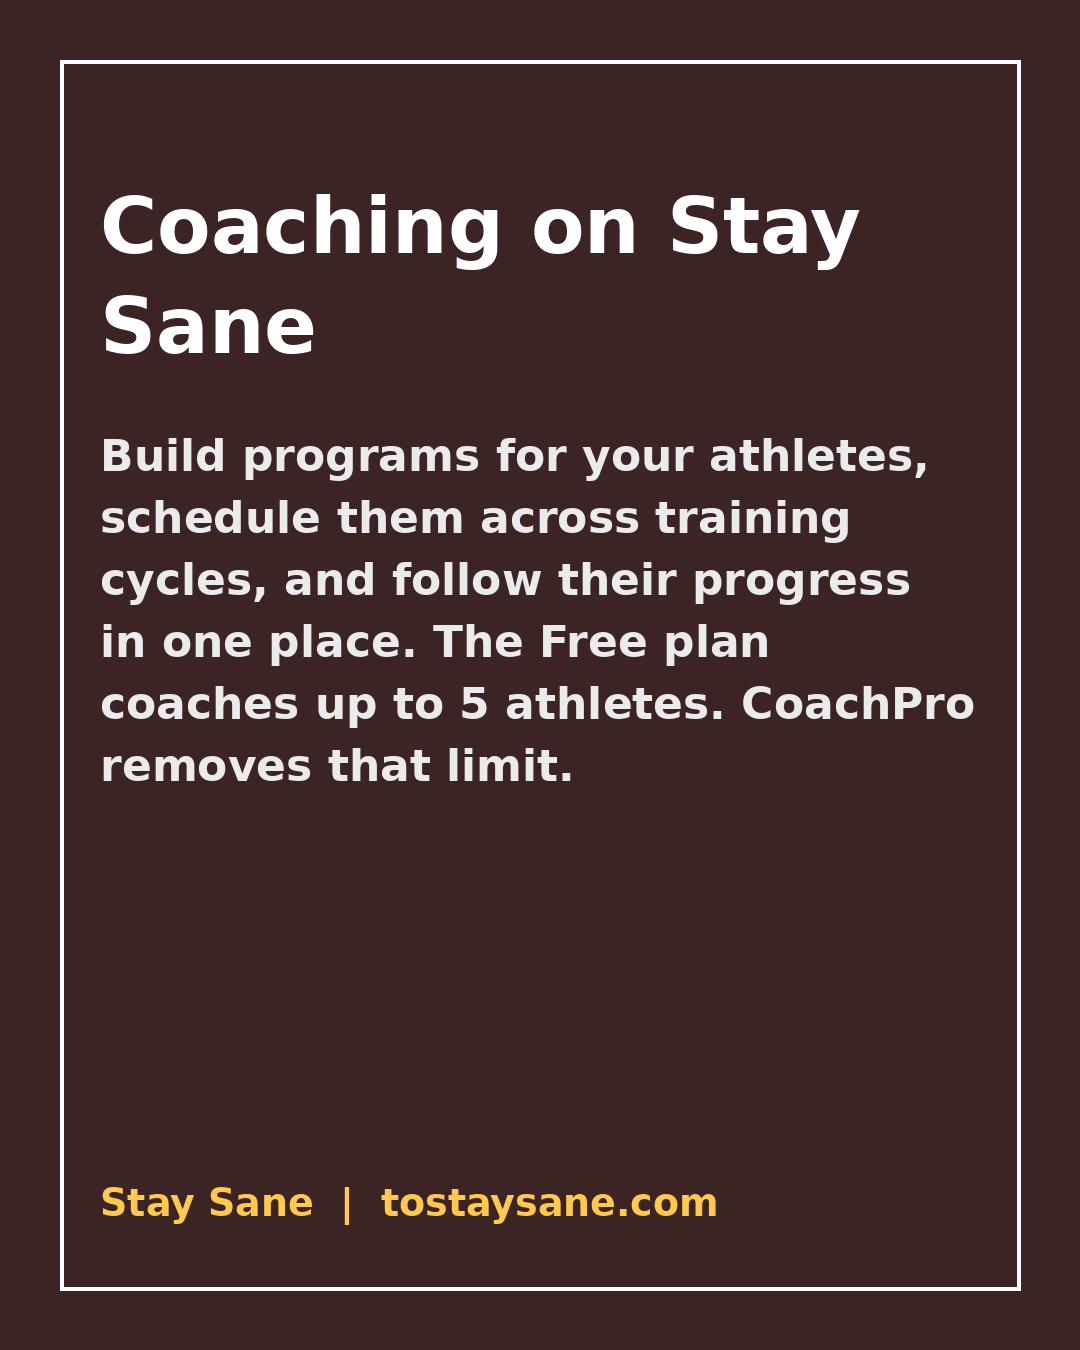 Coaching on Stay
Sane
Build programs for your athletes,
schedule them across training
cycles, and follow their progress
in one place. The Free plan
coaches up to 5 athletes. CoachPro
removes that limit.
Stay Sane | tostaysane.com